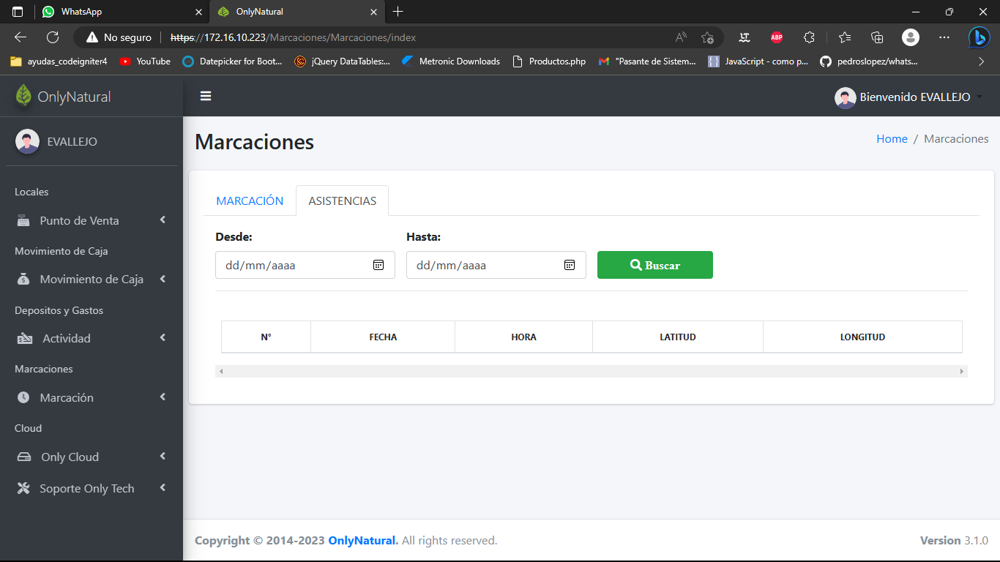 WhatsApp
OnlyNatural
No seguro
https://172.16.10.223/Marcaciones/Marcaciones/index
ayudas_codeigniter4
YouTube
Datepicker for Boot...
jQuery DataTables:...
Metronic Downloads
Productos.php
"Pasante de Sistem...
JavaScript - como p...
pedroslopez/whats...
OnlyNatural
Bienvenido EVALLEJO
EVALLEJO
Locales
Punto de Venta
Movimiento de Caja
Movimiento de Caja
Depositos y Gastos
Actividad
Marcaciones
Marcación
Cloud
Only Cloud
Soporte Only Tech
Marcaciones
Home / Marcaciones
MARCACIÓN ASISTENCIAS
Desde: Hasta:
dd/mm/aaaa dd/mm/aaaa Buscar
N° FECHA HORA LATITUD LONGITUD
Copyright © 2014-2023 OnlyNatural. All rights reserved.
Version 3.1.0